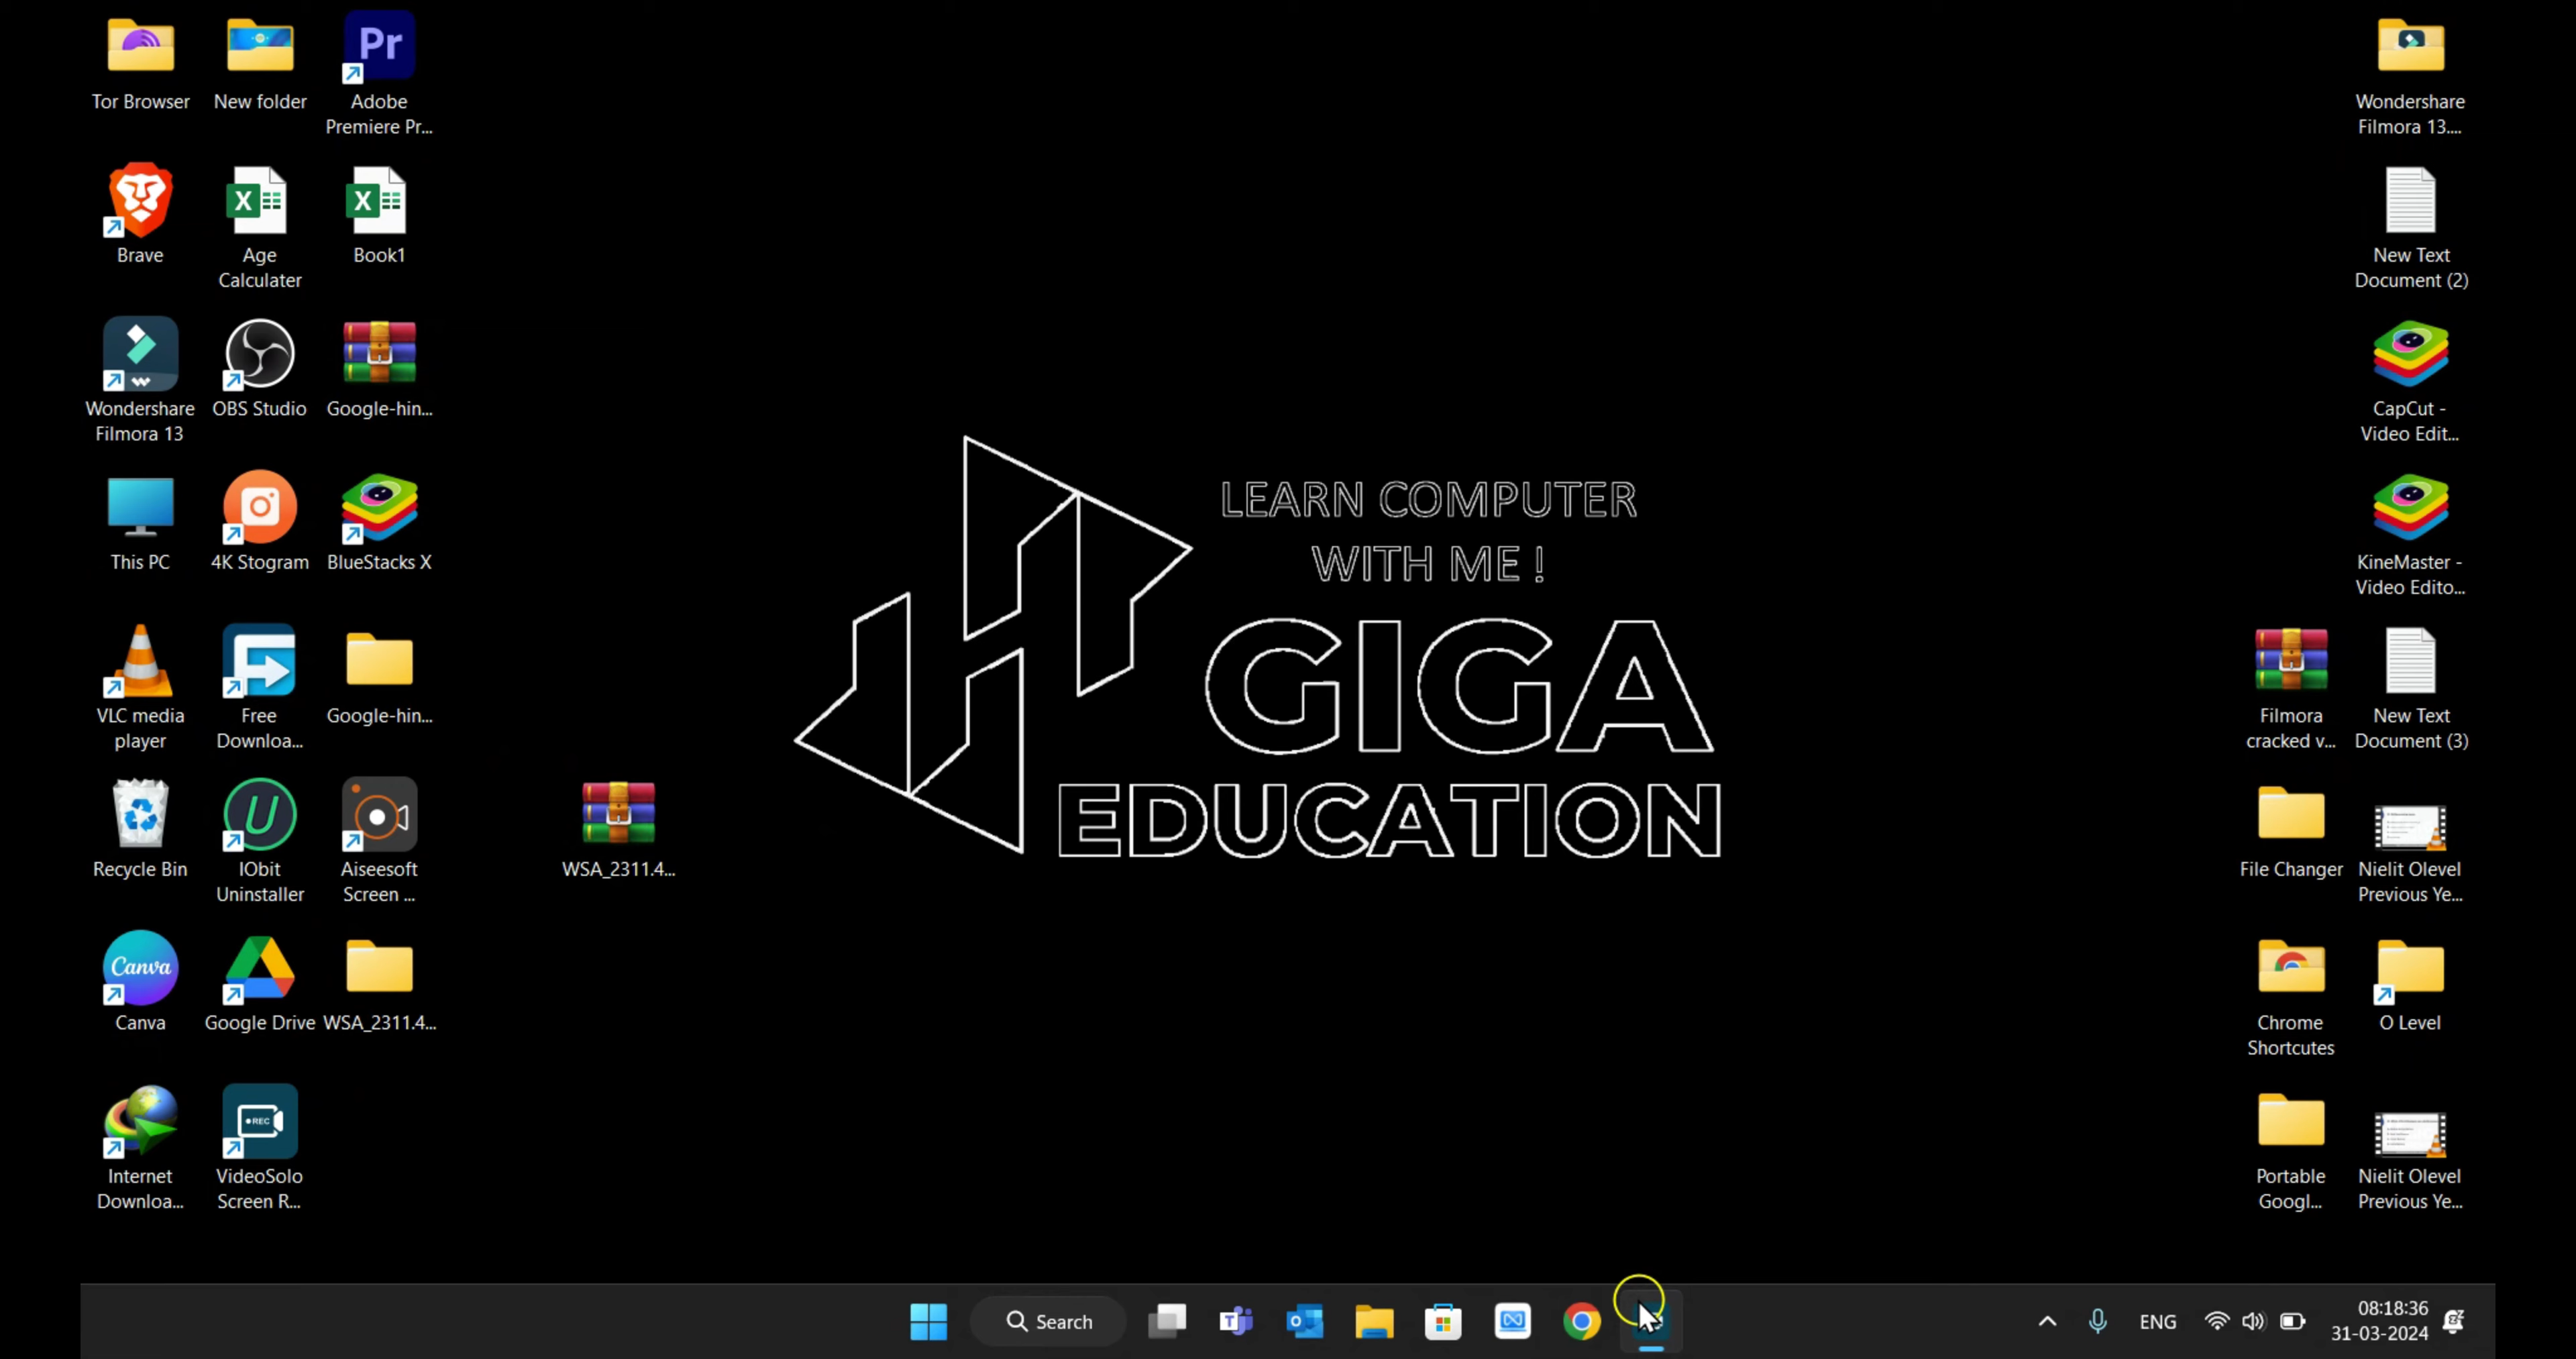 Tor Browser
New folder
Adobe
Premiere Pr...
Pr
Brave
Age
Calculater
Book1
Wondershare
Filmora 13
OBS Studio
Google-hin...
This PC
4K Stogram
BlueStacks X
VLC media
player
Free
Downloa...
Google-hin...
Recycle Bin
IObit
Uninstaller
Aiseesoft
Screen ...
WSA_2311.4...
Canva
Canva
Google Drive
WSA_2311.4...
Internet
Downloa...
REC
VideoSolo
Screen R...
LEARN COMPUTER
WITH ME !
GIGA
EDUCATION
Wondershare
Filmora 13....
New Text
Document (2)
CapCut -
Video Edit...
KineMaster -
Video Edito...
Filmora
cracked v...
New Text
Document (3)
File Changer
Nielit Olevel
Previous Ye...
Chrome
Shortcutes
O Level
Portable
Googl...
Nielit Olevel
Previous Ye...
Search
ENG
08:18:36
31-03-2024